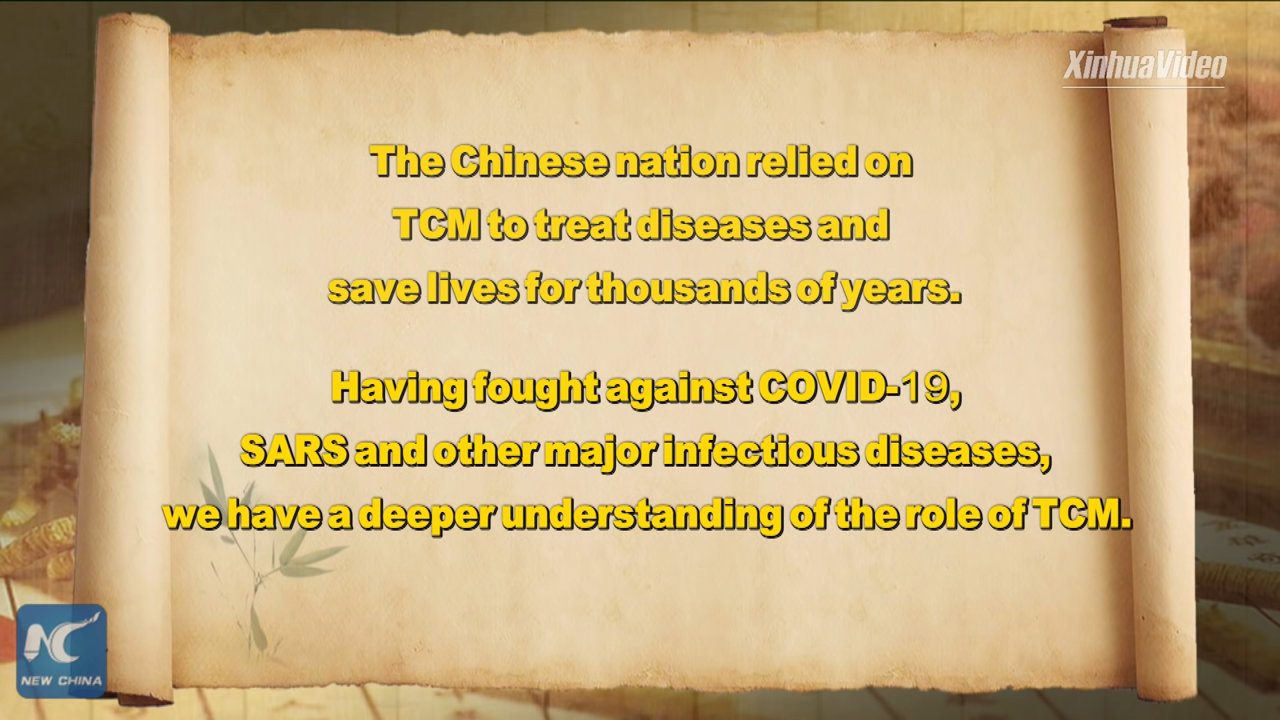 XinhuaVideo
The Chinese nation relied on
TCM to treat diseases and
save lives for thousands of years.
Having fought against COVID-19,
SARS and other major infectious diseases,
we have a deeper understanding of the role of TCM.
NC
NEW CHINA